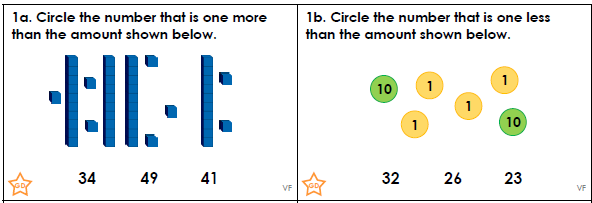 1a. Circle the number that is one more
than the amount shown below.
GD
34 49 41
VF
1b. Circle the number that is one less
than the amount shown below.
10 1 1
1
1 10
GD
32 26 23
VF